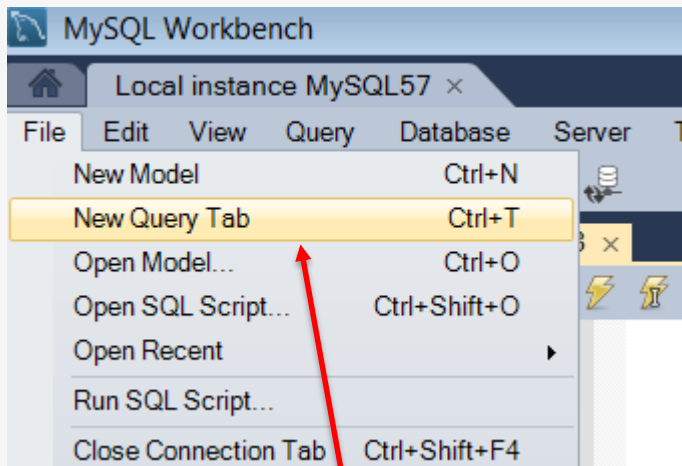 MySQL Workbench
Local instance MySQL57 ×
File Edit View Query Database Server
New Model Ctrl+N
New Query Tab Ctrl+T
Open Model... Ctrl+O
Open SQL Script... Ctrl+Shift+O
Open Recent
Run SQL Script...
Close Connection Tab Ctrl+Shift+F4